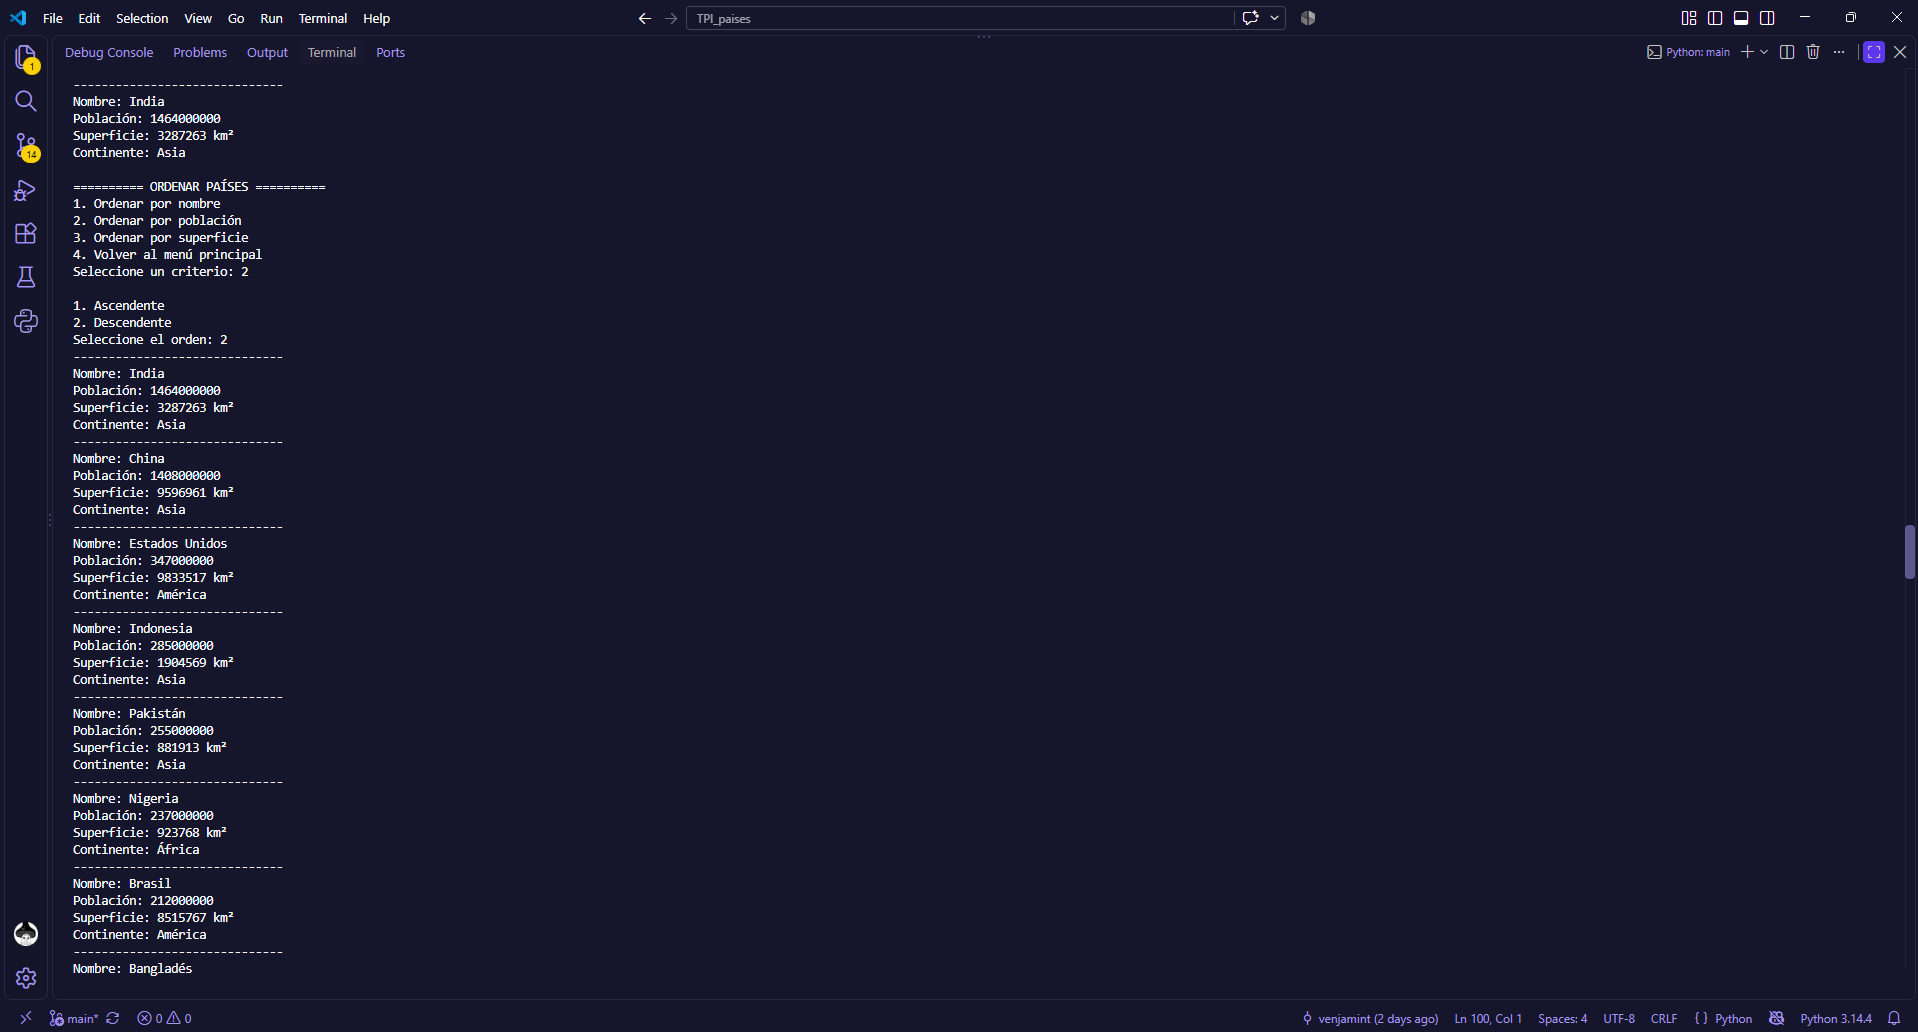 File Edit Selection View Go Run Terminal Help
TPI_paises
Debug Console Problems Output Terminal Ports
Python: main
1
14
------------------------------
Nombre: India
Población: 1464000000
Superficie: 3287263 km²
Continente: Asia
========== ORDENAR PAÍSES ==========
1. Ordenar por nombre
2. Ordenar por población
3. Ordenar por superficie
4. Volver al menú principal
Seleccione un criterio: 2
1. Ascendente
2. Descendente
Seleccione el orden: 2
------------------------------
Nombre: India
Población: 1464000000
Superficie: 3287263 km²
Continente: Asia
------------------------------
Nombre: China
Población: 1408000000
Superficie: 9596961 km²
Continente: Asia
------------------------------
Nombre: Estados Unidos
Población: 347000000
Superficie: 9833517 km²
Continente: América
------------------------------
Nombre: Indonesia
Población: 285000000
Superficie: 1904569 km²
Continente: Asia
------------------------------
Nombre: Pakistán
Población: 255000000
Superficie: 881913 km²
Continente: Asia
------------------------------
Nombre: Nigeria
Población: 237000000
Superficie: 923768 km²
Continente: África
------------------------------
Nombre: Brasil
Población: 212000000
Superficie: 8515767 km²
Continente: América
------------------------------
Nombre: Bangladés
main* 0 0 venjamint (2 days ago) Ln 100, Col 1 Spaces: 4 UTF-8 CRLF {} Python Python 3.14.4